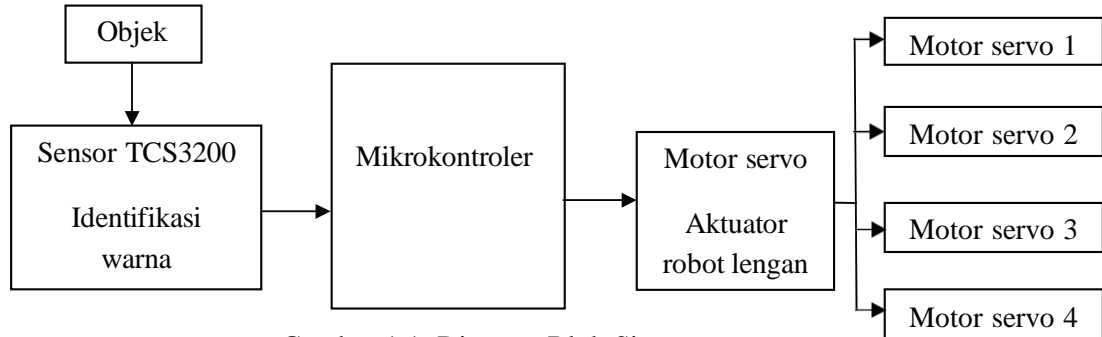 Objek
Sensor TCS3200
Identifikasi
warna
Mikrokontroler
Motor servo
Aktuator
robot lengan
Motor servo 1
Motor servo 2
Motor servo 3
Motor servo 4